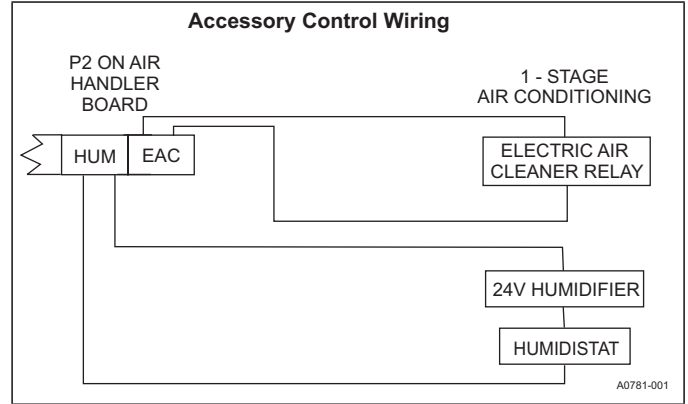 Accessory Control Wiring
P2 ON AIR
HANDLER
BOARD
1 - STAGE
AIR CONDITIONING
HUM
EAC
ELECTRIC AIR
CLEANER RELAY
24V HUMIDIFIER
HUMIDISTAT
A0781-001